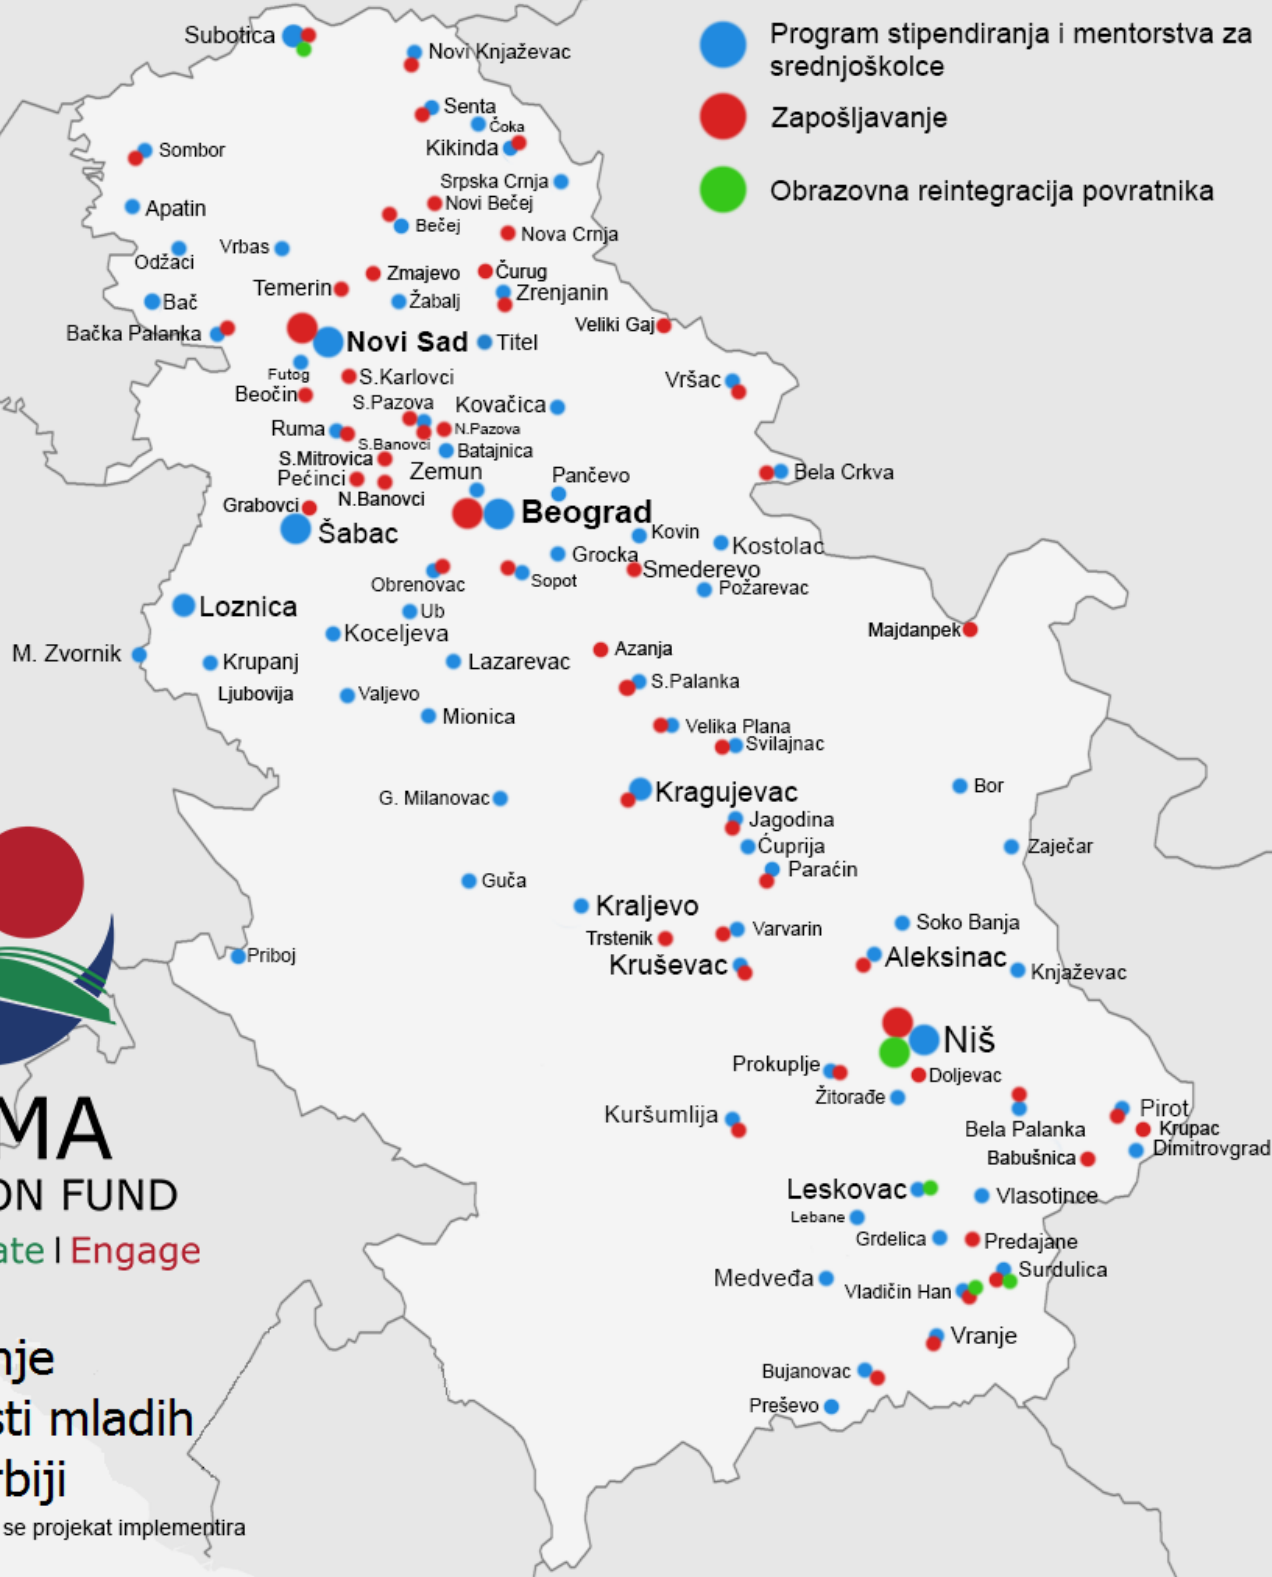 Program stipendiranja i mentorstva za
srednjoškolce
Zapošljavanje
Obrazovna reintegracija povratnika
Subotica
Novi Knjaževac
Senta
Čoka
Kikinda
Sombor
Srpska Crnja
Apatin
Novi Bečej
Bečej
Nova Crnja
Odžaci
Vrbas
Zmajevo
Čurug
Temerin
Zrenjanin
Bač
Žabalj
Veliki Gaj
Bačka Palanka
Novi Sad
Titel
Futog
S.Karlovci
Vršac
Beočin
S.Pazova
Kovačica
Ruma
N.Pazova
S.Banovci
Batajnica
S.Mitrovica
Zemun
Bela Crkva
Pećinci
Pančevo
N.Banovci
Grabovci
Beograd
Šabac
Kovin
Kostolac
Grocka
Smederevo
Obrenovac
Sopot
Požarevac
Loznica
Ub
Koceljeva
Majdanpek
M. Zvornik
Krupanj
Lazarevac
Azanja
Ljubovija
Valjevo
S.Palanka
Mionica
Velika Plana
Svilajnac
G. Milanovac
Kragujevac
Bor
Jagodina
Ćuprija
Zaječar
Paraćin
Guča
Kraljevo
Soko Banja
Varvarin
Trstenik
Kruševac
Aleksinac
Priboj
Knjaževac
Niš
Prokuplje
Doljevac
Žitorađe
Kuršumlija
Pirot
Bela Palanka
Krupac
Dimitrovgrad
Babušnica
Leskovac
Vlasotince
Lebane
Grdelica
Predajane
Medveđa
Surdulica
Vladičin Han
Vranje
Bujanovac
Preševo
MA
ON FUND
ate | Engage
nje
sti mladih
rbiji
se projekat implementira